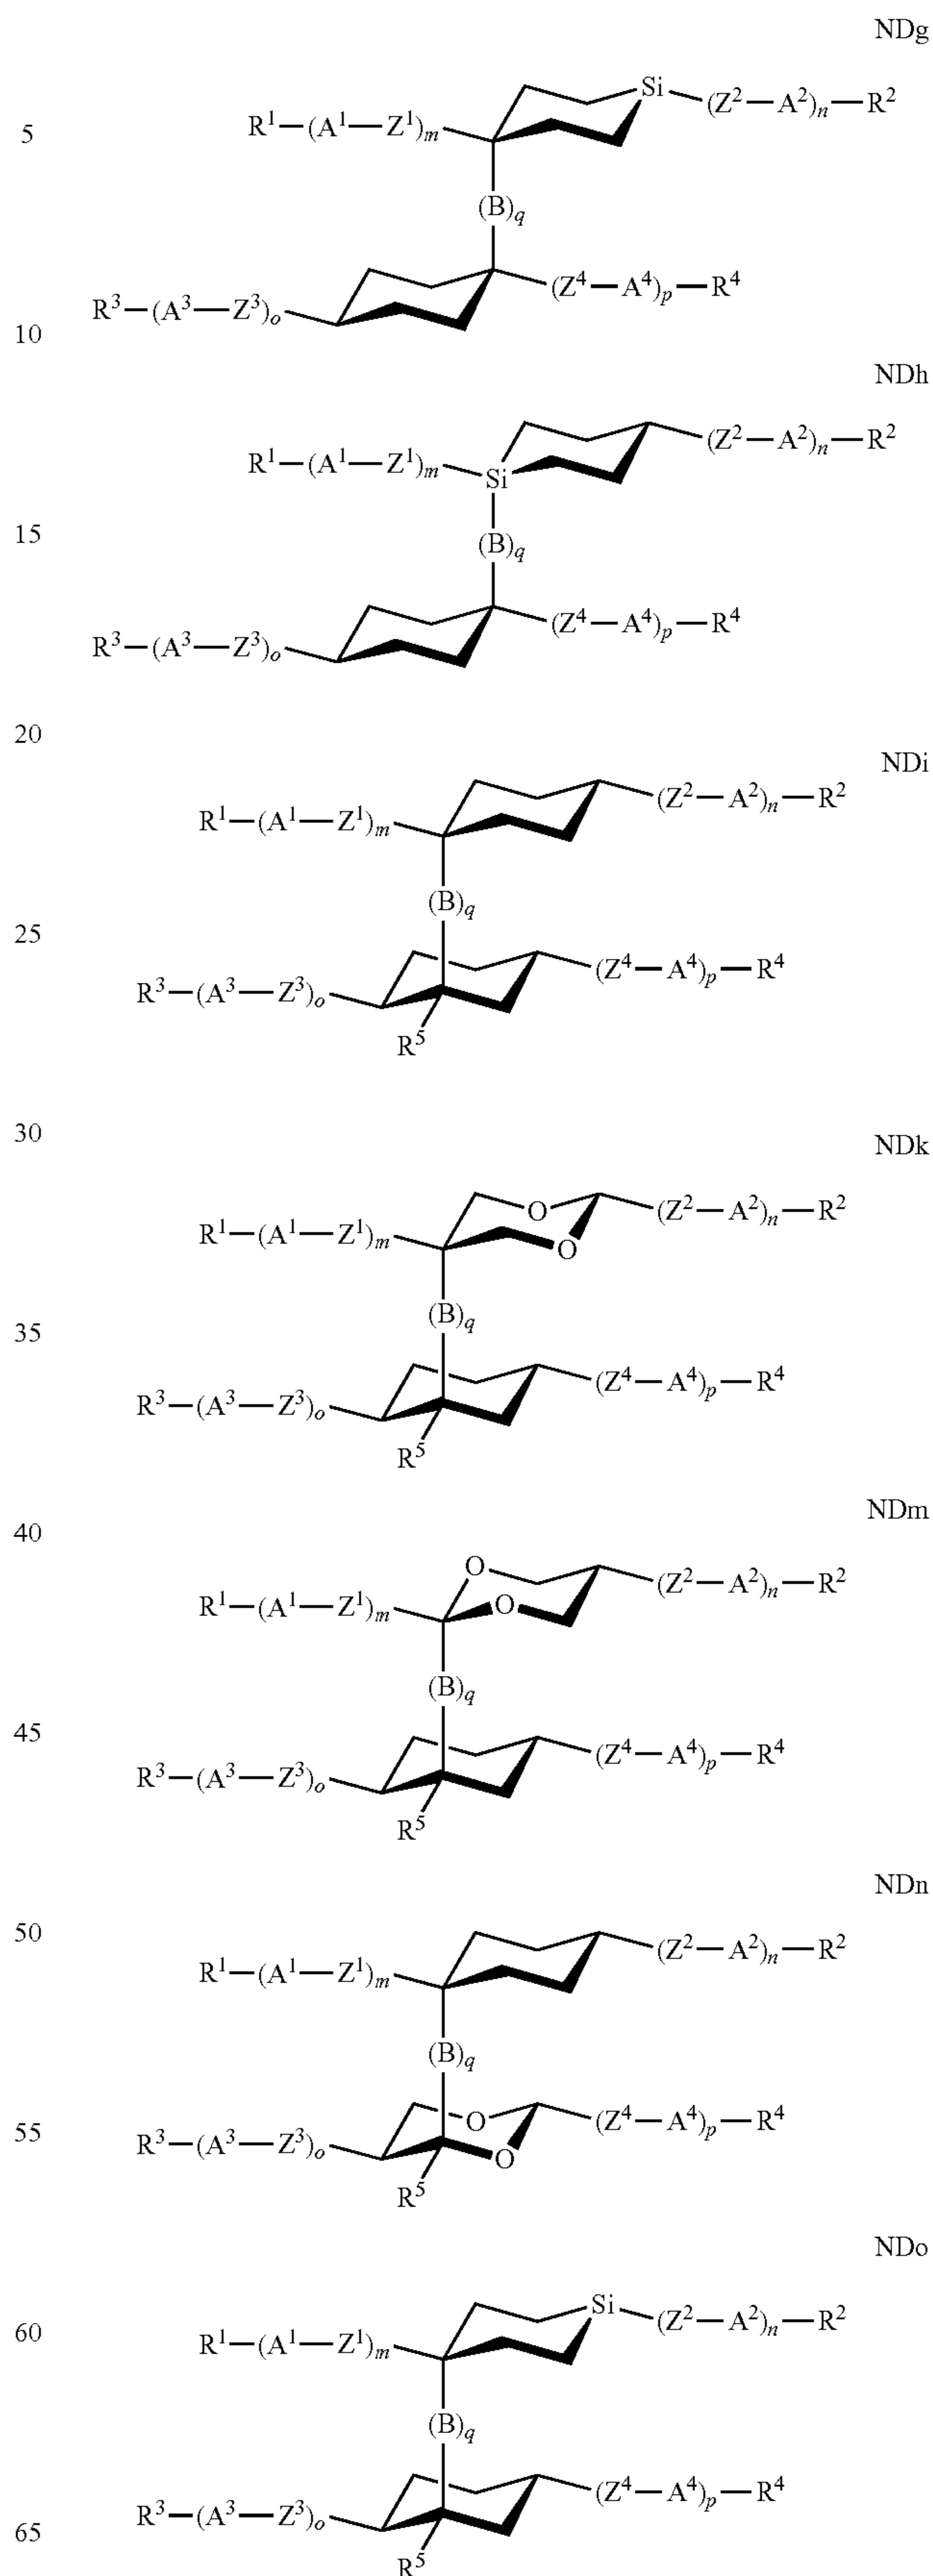 NDg
Si—(Z²—A²)ₙ—R²
5 R¹—(A¹—Z¹)ₘ
(B)q
R³—(A³—Z³)ₒ (Z⁴—A⁴)ₚ—R⁴
10
NDh
R¹—(A¹—Z¹)ₘ Si (Z²—A²)ₙ—R²
15 (B)q
R³—(A³—Z³)ₒ (Z⁴—A⁴)ₚ—R⁴
20
NDi
R¹—(A¹—Z¹)ₘ (Z²—A²)ₙ—R²
(B)q
25
R³—(A³—Z³)ₒ (Z⁴—A⁴)ₚ—R⁴
R⁵
30
NDk
R¹—(A¹—Z¹)ₘ O O (Z²—A²)ₙ—R²
(B)q
35
R³—(A³—Z³)ₒ (Z⁴—A⁴)ₚ—R⁴
R⁵
NDm
40
R¹—(A¹—Z¹)ₘ O O (Z²—A²)ₙ—R²
(B)q
45
R³—(A³—Z³)ₒ (Z⁴—A⁴)ₚ—R⁴
R⁵
NDn
50
R¹—(A¹—Z¹)ₘ (Z²—A²)ₙ—R²
(B)q
55 R³—(A³—Z³)ₒ O O (Z⁴—A⁴)ₚ—R⁴
R⁵
NDo
Si—(Z²—A²)ₙ—R²
60 R¹—(A¹—Z¹)ₘ
(B)q
R³—(A³—Z³)ₒ (Z⁴—A⁴)ₚ—R⁴
65
R⁵